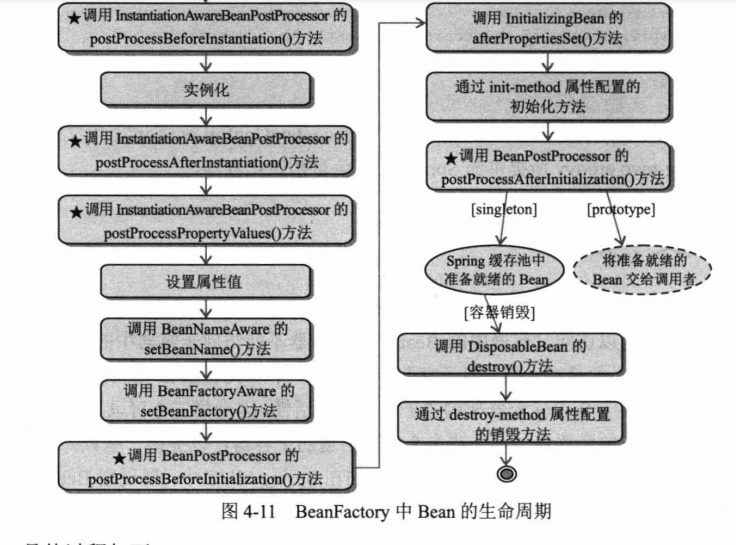 ★调用 InstantiationAwareBeanPostProcessor 的
postProcessBeforeInstantiation()方法
实例化
★调用 InstantiationAwareBeanPostProcessor 的
postProcessAfterInstantiation()方法
★调用 InstantiationAwareBeanPostProcessor 的
postProcessPropertyValues()方法
设置属性值
调用 BeanNameAware 的
setBeanName()方法
调用 BeanFactoryAware 的
setBeanFactory()方法
★调用 BeanPostProcessor 的
postProcessBeforeInitialization()方法
调用 InitializingBean 的
afterPropertiesSet()方法
通过 init-method 属性配置的
初始化方法
★调用 BeanPostProcessor 的
postProcessAfterInitialization()方法
[singleton]
[prototype]
Spring 缓存池中
准备就绪的 Bean
将准备就绪的
Bean 交给调用者
[容器销毁]
调用 DisposableBean 的
destroy()方法
通过 destroy-method 属性配置
的销毁方法
图 4-11 BeanFactory 中 Bean 的生命周期